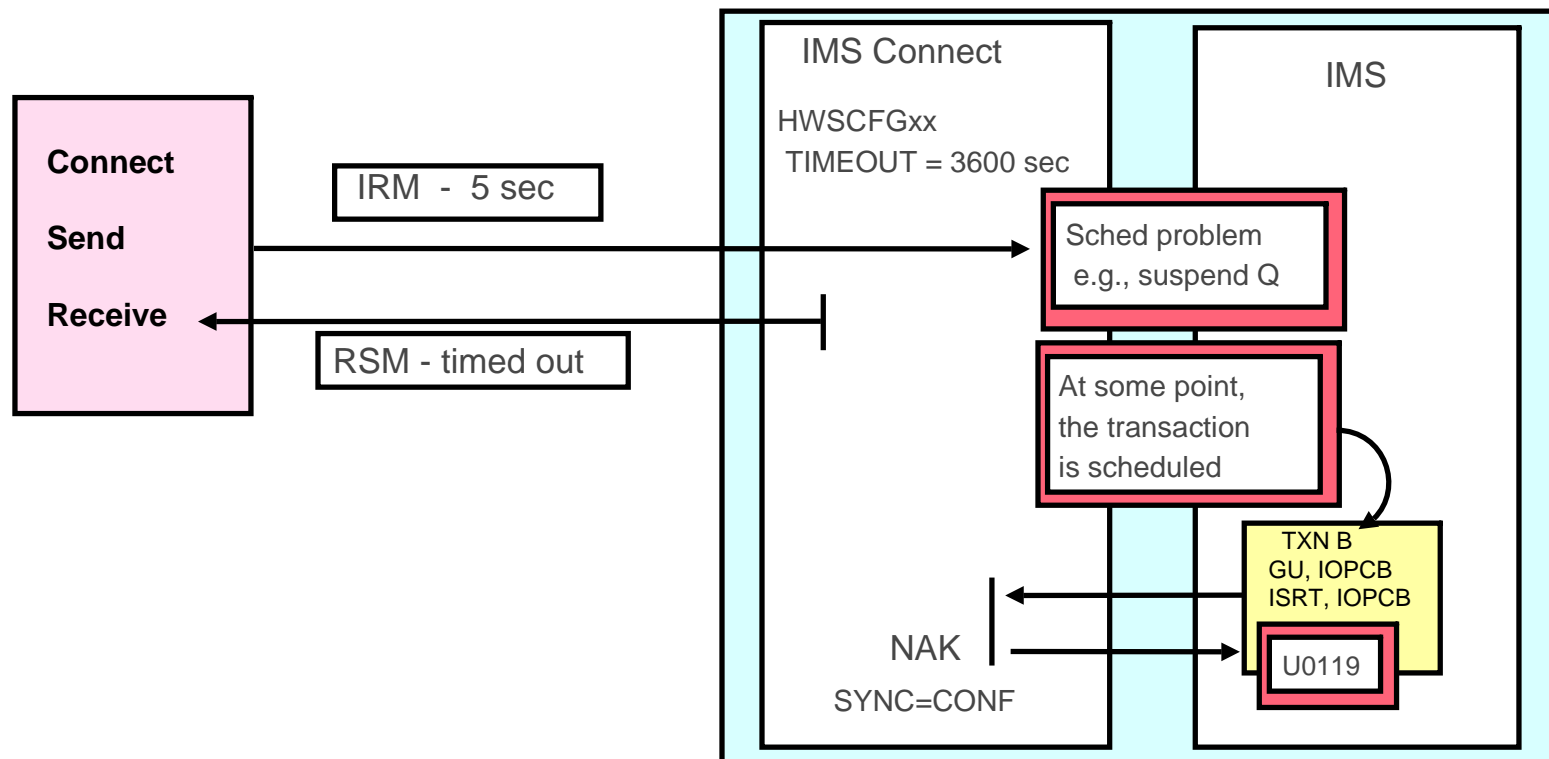 Connect
Send
Receive
IRM - 5 sec
RSM - timed out
IMS Connect
HWSCFGxx
TIMEOUT = 3600 sec
IMS
Sched problem
e.g., suspend Q
At some point,
the transaction
is scheduled
TXN B
GU, IOPCB
ISRT, IOPCB
NAK
U0119
SYNC=CONF